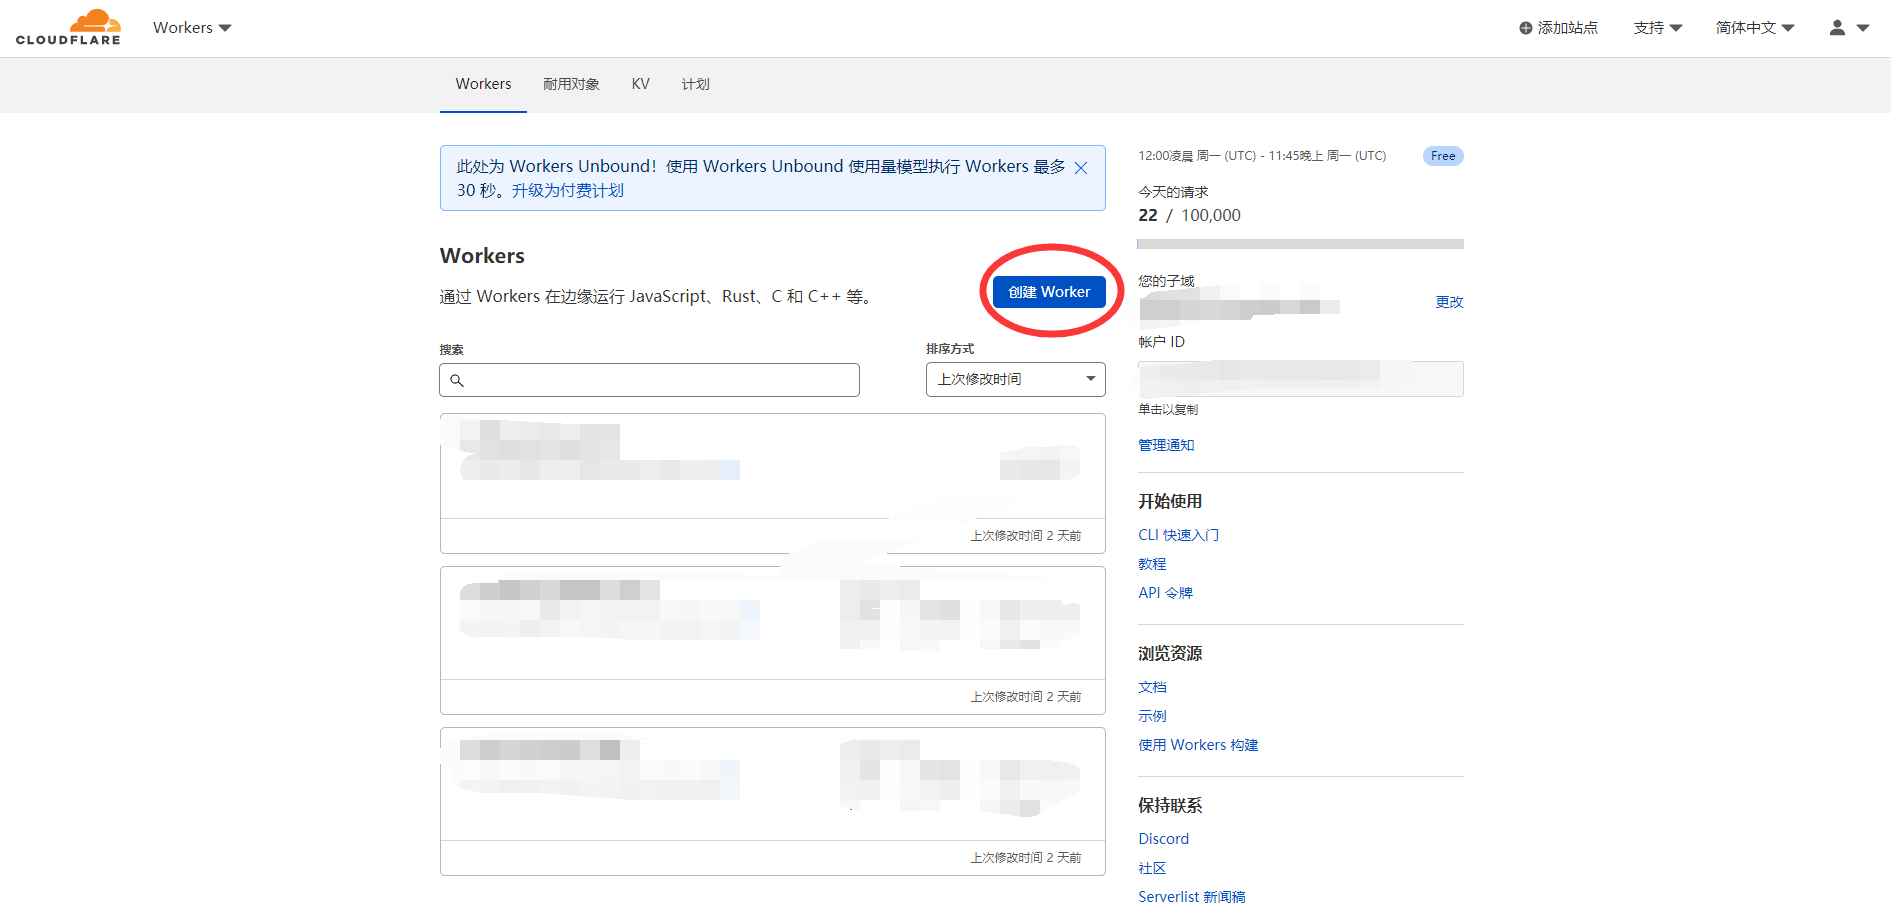 CLOUDFLARE
Workers
添加站点
支持
简体中文
Workers
耐用对象
KV
计划
此处为 Workers Unbound！使用 Workers Unbound 使用量模型执行 Workers 最多
30 秒。升级为付费计划
Workers
通过 Workers 在边缘运行 JavaScript、Rust、C 和 C++ 等。
创建 Worker
搜索
排序方式
上次修改时间
上次修改时间 2 天前
上次修改时间 2 天前
上次修改时间 2 天前
12:00凌晨 周一 (UTC) - 11:45晚上 周一 (UTC)
Free
今天的请求
22 / 100,000
您的子域
更改
帐户 ID
单击以复制
管理通知
开始使用
CLI 快速入门
教程
API 令牌
浏览资源
文档
示例
使用 Workers 构建
保持联系
Discord
社区
Serverlist 新闻稿